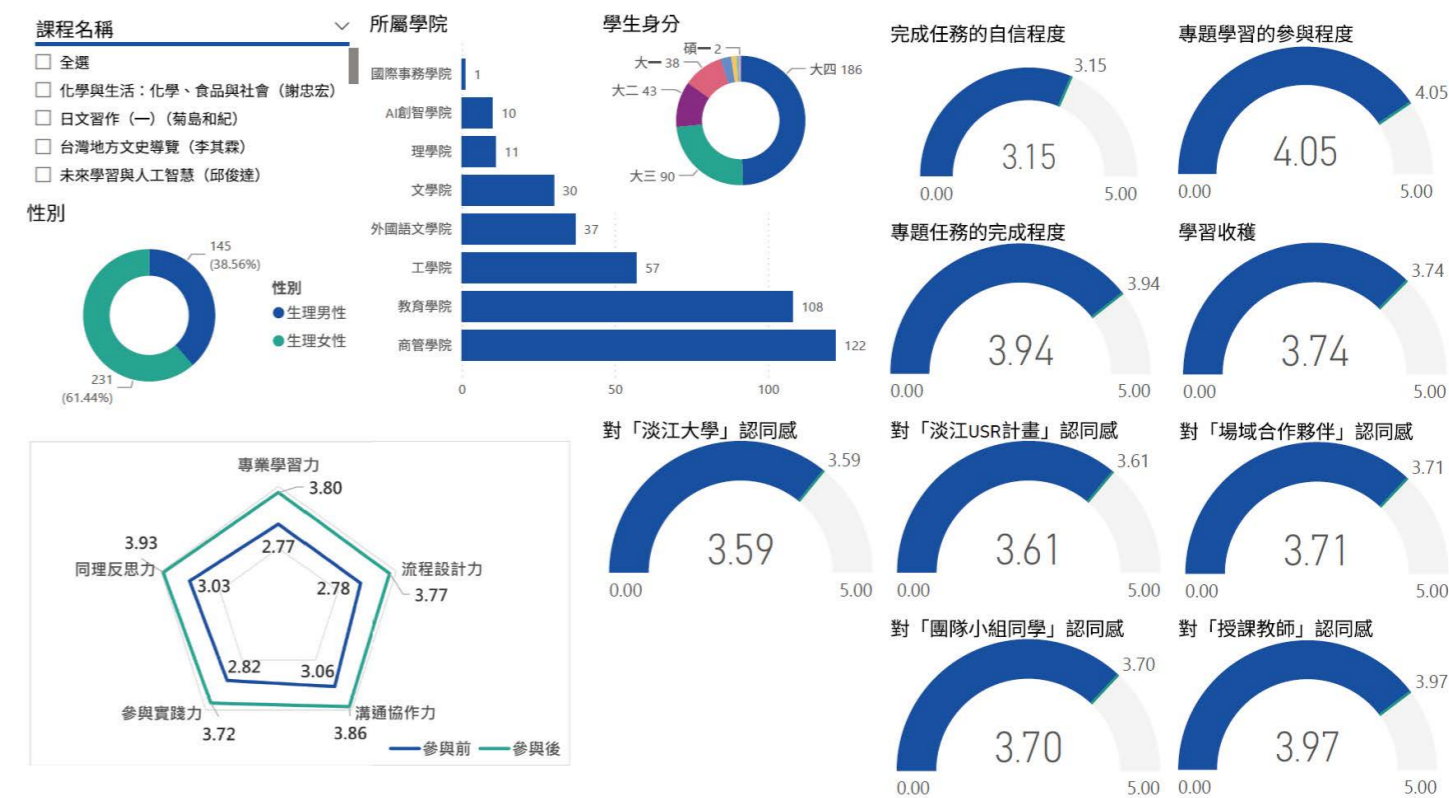 課程名稱
全選
化學與生活：化學、食品與社會（謝忠宏）
日文習作（一）（菊島和紀）
台灣地方文史導覽（李其霖）
未來學習與人工智慧（邱俊達）
性別
145
(38.56%)
231
(61.44%)
性別
生理男性
生理女性
所屬學院
國際事務學院 1
AI創智學院 10
理學院 11
文學院 30
外國語文學院 37
工學院 57
教育學院 108
商管學院 122
0 50 100
學生身分
碩一 2
大一 38
大二 43
大三 90
大四 186
完成任務的自信程度
3.15
3.15
0.00 5.00
專題學習的參與程度
4.05
4.05
0.00 5.00
專題任務的完成程度
3.94
3.94
0.00 5.00
學習收穫
3.74
3.74
0.00 5.00
專業學習力
3.80
2.77
3.93
同理反思力
3.03
流程設計力
2.78
3.77
2.82
3.06
參與實踐力
3.72
溝通協作力
3.86
參與前 參與後
對「淡江大學」認同感
3.59
3.59
0.00 5.00
對「淡江USR計畫」認同感
3.61
3.61
0.00 5.00
對「場域合作夥伴」認同感
3.71
3.71
0.00 5.00
對「團隊小組同學」認同感
3.70
3.70
0.00 5.00
對「授課教師」認同感
3.97
3.97
0.00 5.00